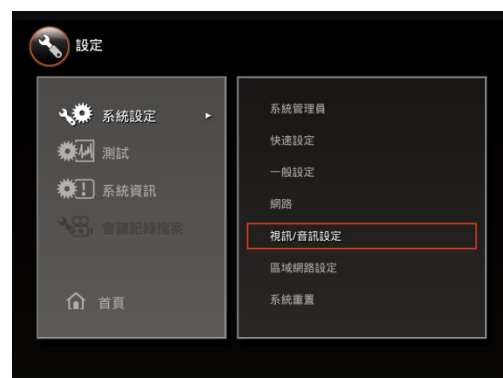 設定
系統設定
測試
系統資訊
會議記錄檔案
首頁
系統管理員
快速設定
一般設定
網路
視訊/音訊設定
區域網路設定
系統重置